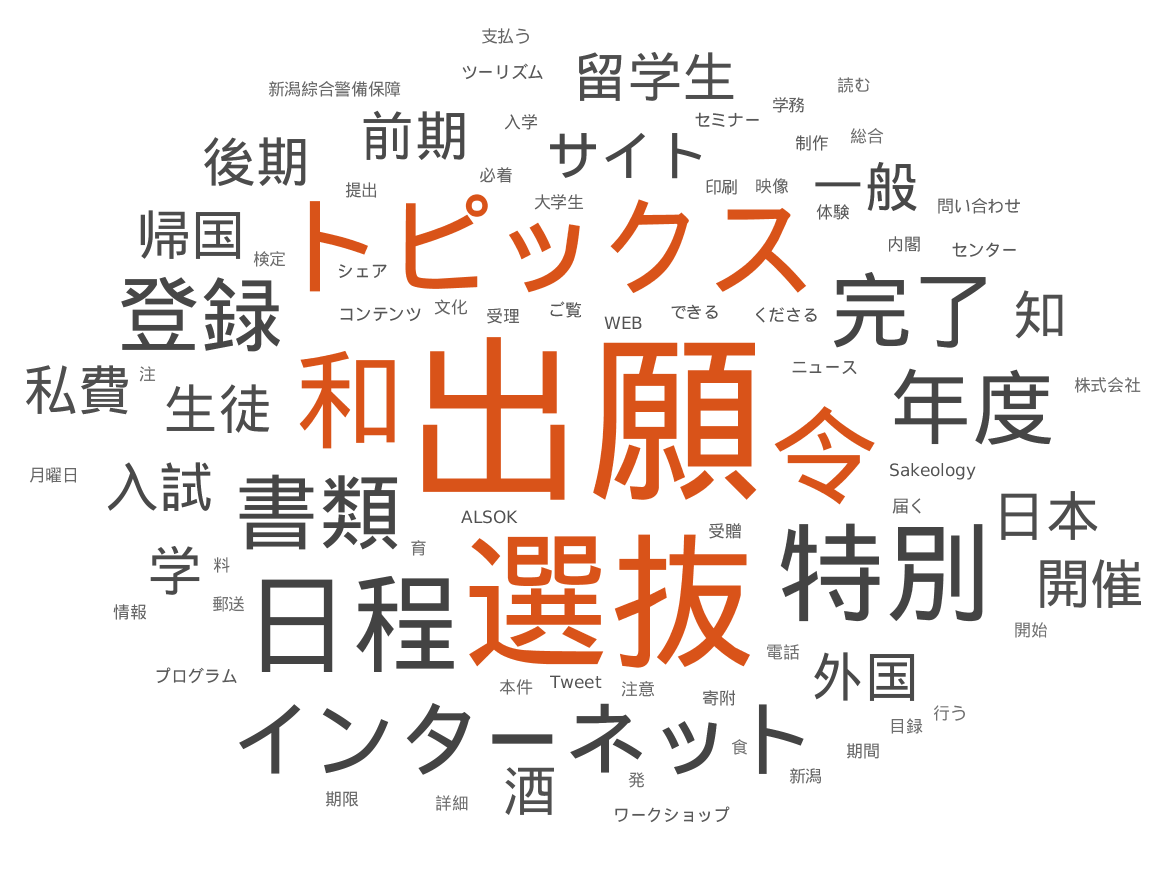 支払う
ツーリズム
留学生
新潟綜合警備保障
読む
学務
前期
入学
セミナー
後期
サイト
制作
総合
必着
提出
印刷
映像
一般
大学生
体験
問い合わせ
帰国
トピックス
検定
シェア
内閣
センター
登録
コンテンツ
文化
受理
ご覧
WEB
できる
くださる
完了
知
私費
注
生徒
和
出願
ニュース
令
年度
株式会社
月曜日
入試
書類
Sakeology
届く
日本
ALSOK
受贈
育
特別
学
料
選抜
開催
情報
郵送
日程
開始
電話
外国
プログラム
本件
Tweet
注意
寄附
行う
目録
インターネット
食
期間
新潟
酒
発
期限
詳細
ワークショップ